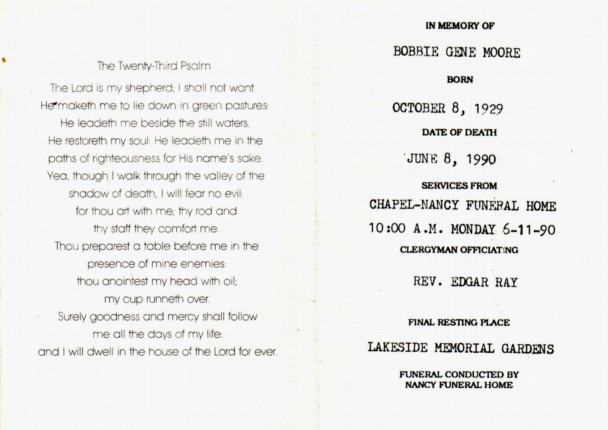 The Twenty-Third Psalm
The Lord is my shepherd; I shall not want
He maketh me to lie down in green pastures:
He leadeth me beside the still waters.
He restoreth my soul: He leadeth me in the
paths of righteousness for His name's sake.
Yea, though I walk through the valley of the
shadow of death, I will fear no evil:
for thou art with me; thy rod and
thy staff they comfort me.
Thou preparest a table before me in the
presence of mine enemies:
thou anointest my head with oil;
my cup runneth over.
Surely goodness and mercy shall follow
me all the days of my life:
and I will dwell in the house of the Lord for ever.
IN MEMORY OF
BOBBIE GENE MOORE
BORN
OCTOBER 8, 1929
DATE OF DEATH
JUNE 8, 1990
SERVICES FROM
CHAPEL-NANCY FUNERAL HOME
10:00 A.M. MONDAY 6-11-90
CLERGYMAN OFFICIATING
REV. EDGAR RAY
FINAL RESTING PLACE
LAKESIDE MEMORIAL GARDENS
FUNERAL CONDUCTED BY
NANCY FUNERAL HOME